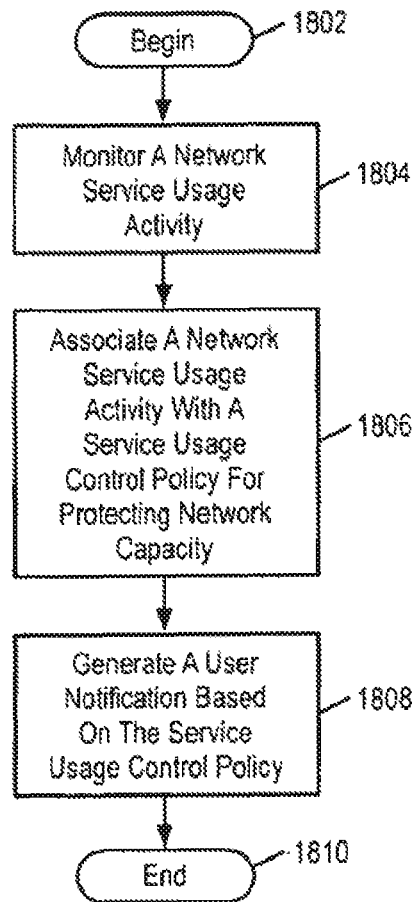 Begin
1802
Monitor A Network
Service Usage
Activity
1804
Associate A Network
Service Usage
Activity With A
Service Usage
Control Policy For
Protecting Network
Capacity
1806
Generate A User
Notification Based
On The Service
Usage Control Policy
1808
End
1810